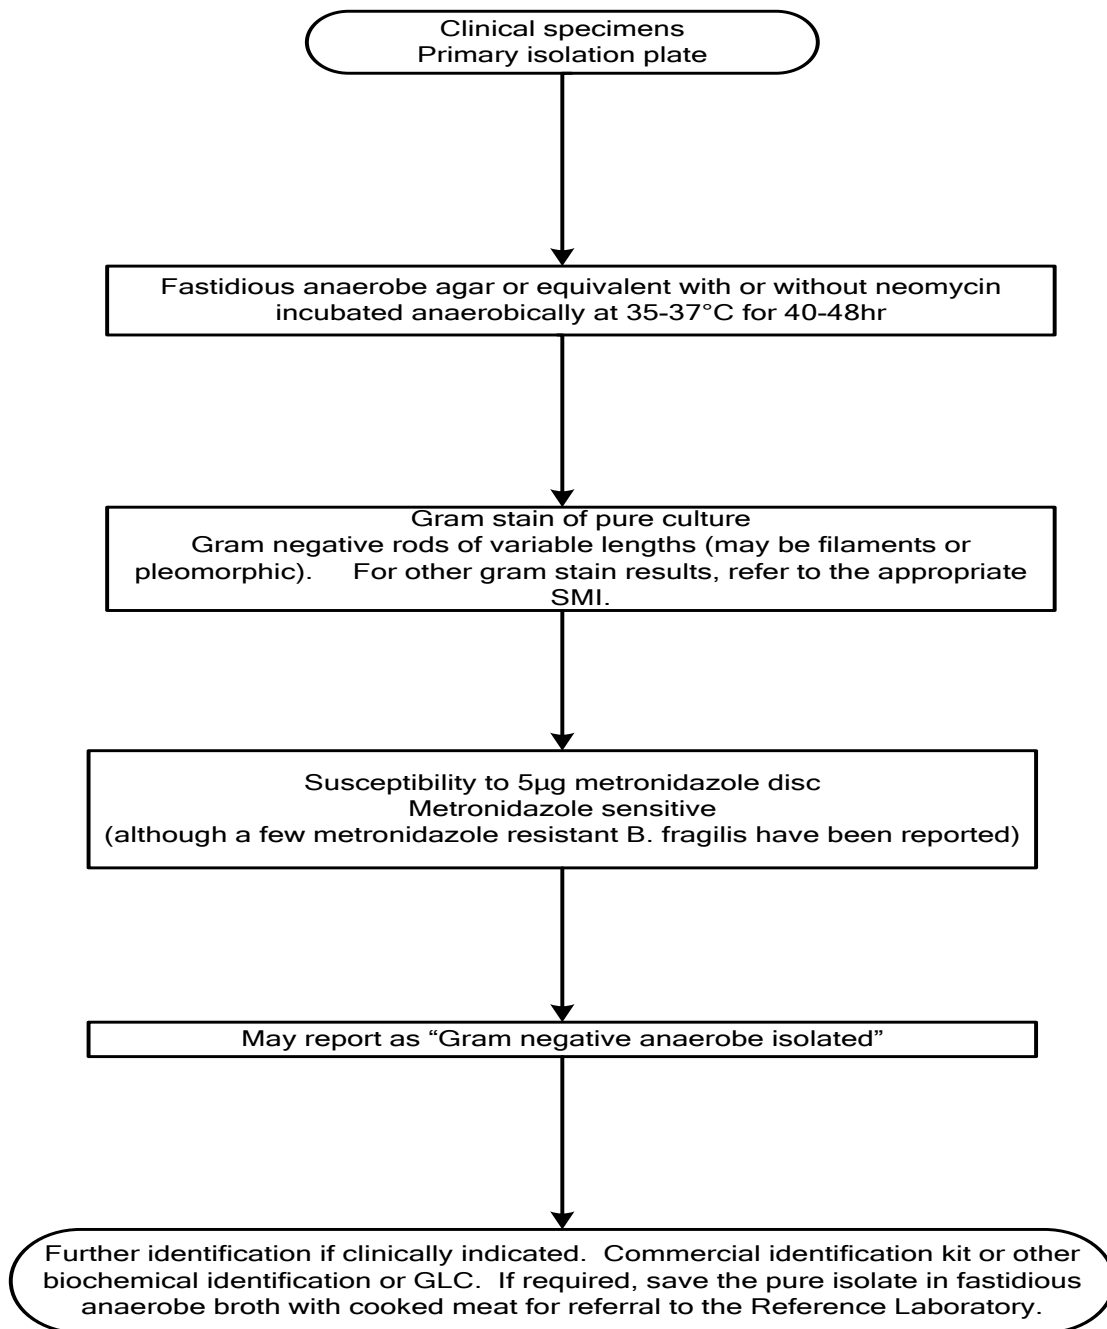 Clinical specimens
Primary isolation plate
Fastidious anaerobe agar or equivalent with or without neomycin
incubated anaerobically at 35-37°C for 40-48hr
Gram stain of pure culture
Gram negative rods of variable lengths (may be filaments or
pleomorphic). For other gram stain results, refer to the appropriate
SMI.
Susceptibility to 5µg metronidazole disc
Metronidazole sensitive
(although a few metronidazole resistant B. fragilis have been reported)
May report as “Gram negative anaerobe isolated”
Further identification if clinically indicated. Commercial identification kit or other
biochemical identification or GLC. If required, save the pure isolate in fastidious
anaerobe broth with cooked meat for referral to the Reference Laboratory.